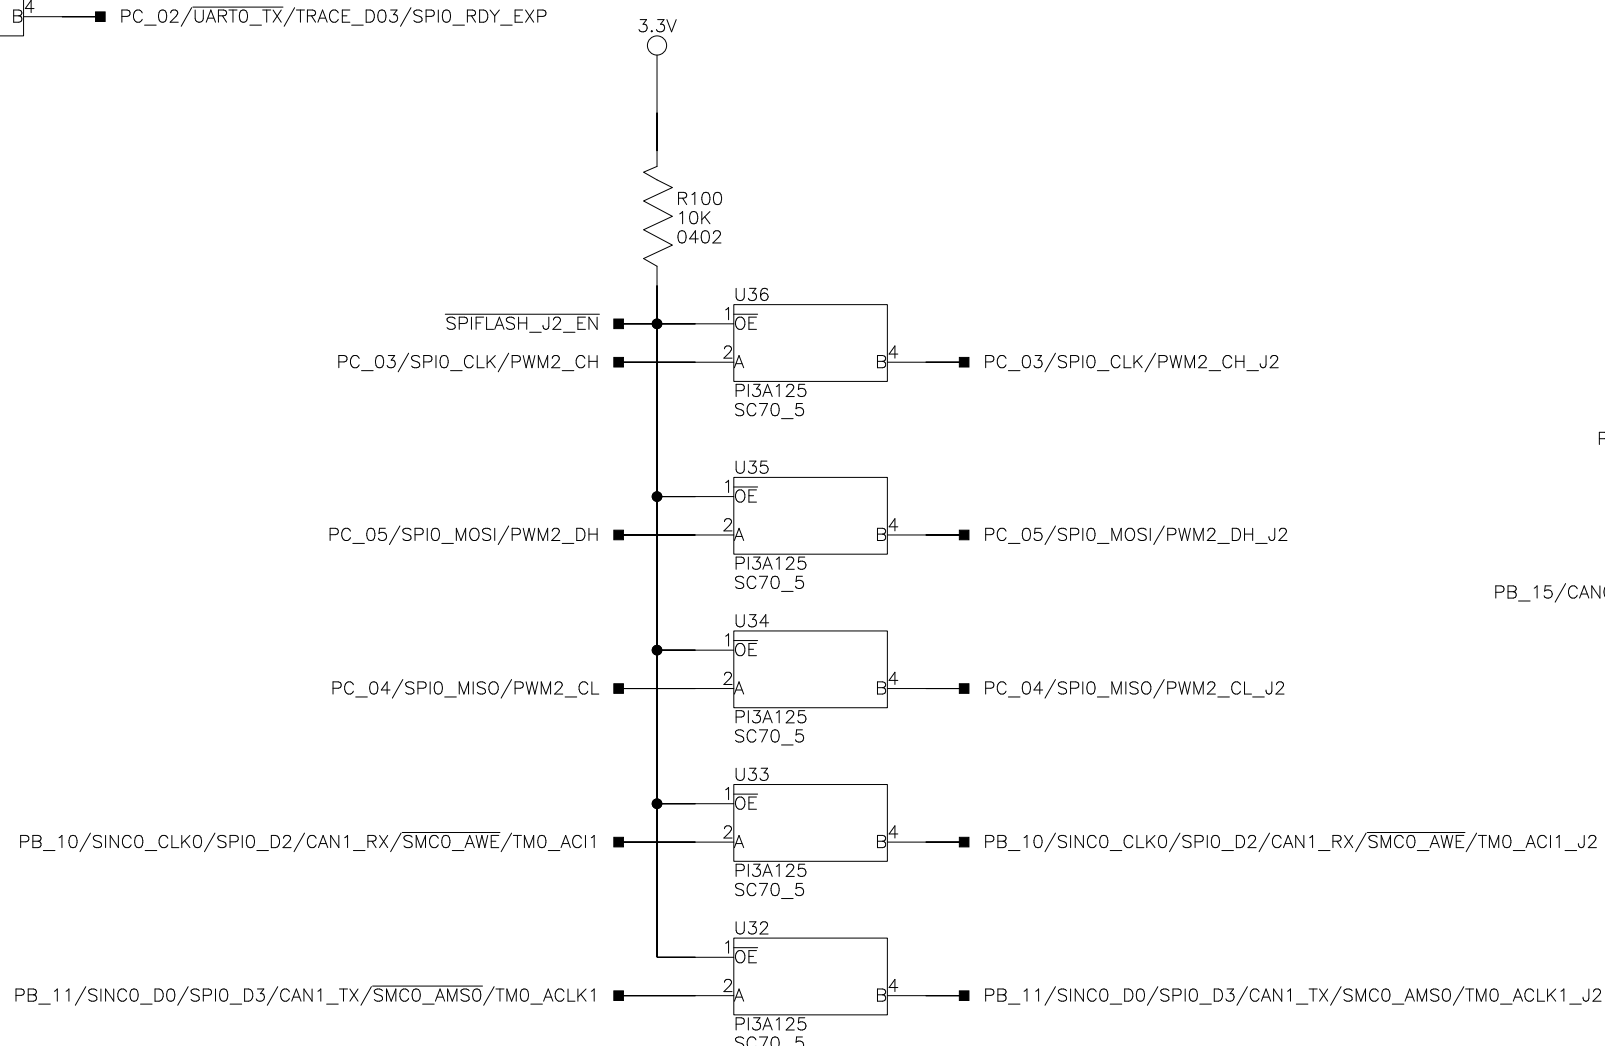 B 4 PC_02/UART0_TX/TRACE_D03/SPI0_RDY_EXP
3.3V
R100
10K
0402
U36
SPIFLASH_J2_EN 1 OE
PC_03/SPI0_CLK/PWM2_CH 2 A B 4 PC_03/SPI0_CLK/PWM2_CH_J2
PI3A125
SC70_5
U35
1 OE
PC_05/SPI0_MOSI/PWM2_DH 2 A B 4 PC_05/SPI0_MOSI/PWM2_DH_J2
PI3A125
SC70_5
PB_15/CAN
U34
1 OE
PC_04/SPI0_MISO/PWM2_CL 2 A B 4 PC_04/SPI0_MISO/PWM2_CL_J2
PI3A125
SC70_5
U33
1 OE
PB_10/SINC0_CLK0/SPI0_D2/CAN1_RX/SMC0_AWE/TM0_ACI1 2 A B 4 PB_10/SINC0_CLK0/SPI0_D2/CAN1_RX/SMC0_AWE/TM0_ACI1_J2
PI3A125
SC70_5
U32
1 OE
PB_11/SINC0_D0/SPI0_D3/CAN1_TX/SMC0_AMS0/TM0_ACLK1 2 A B 4 PB_11/SINC0_D0/SPI0_D3/CAN1_TX/SMC0_AMS0/TM0_ACLK1_J2
PI3A125
SC70_5